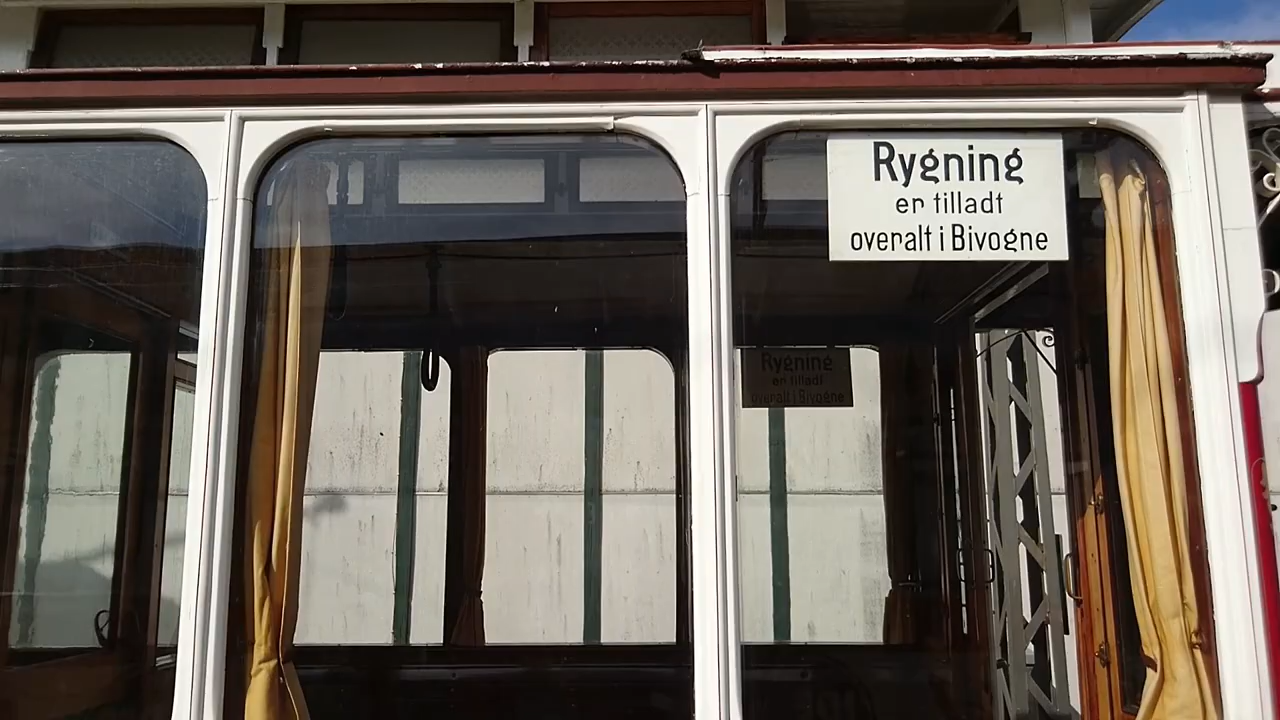 Rygning
er tilladt
overalt i Bivogne
Rygning
er tilladt
overalt i Bivogne